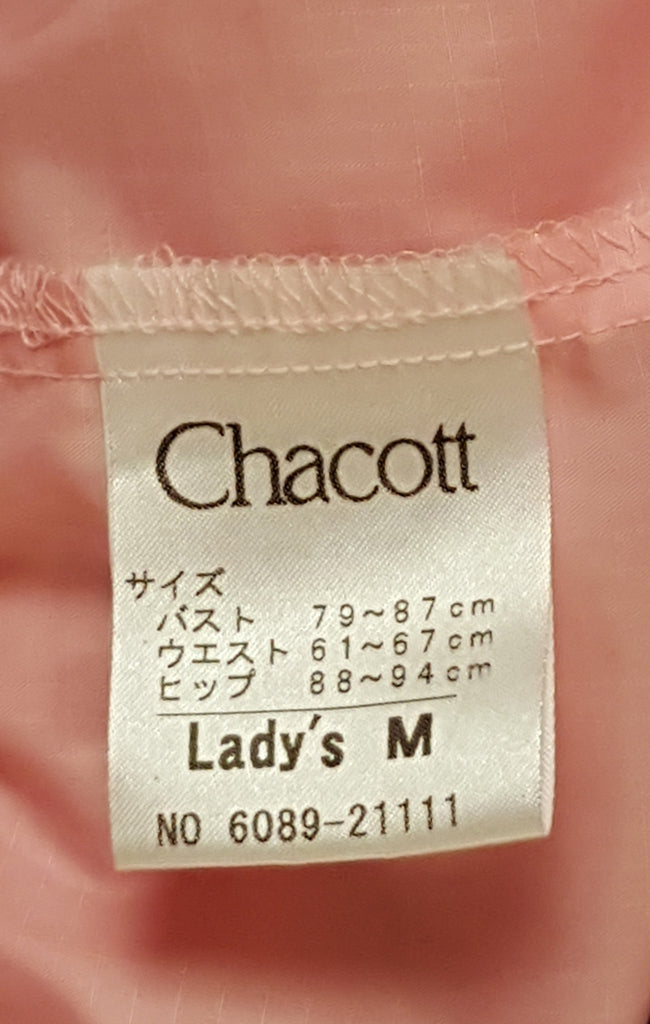 Chacott
サイズ
バスト 79~87cm
ウエスト 61~67cm
ヒップ 88~94cm
Lady's M
NO 6089-21111